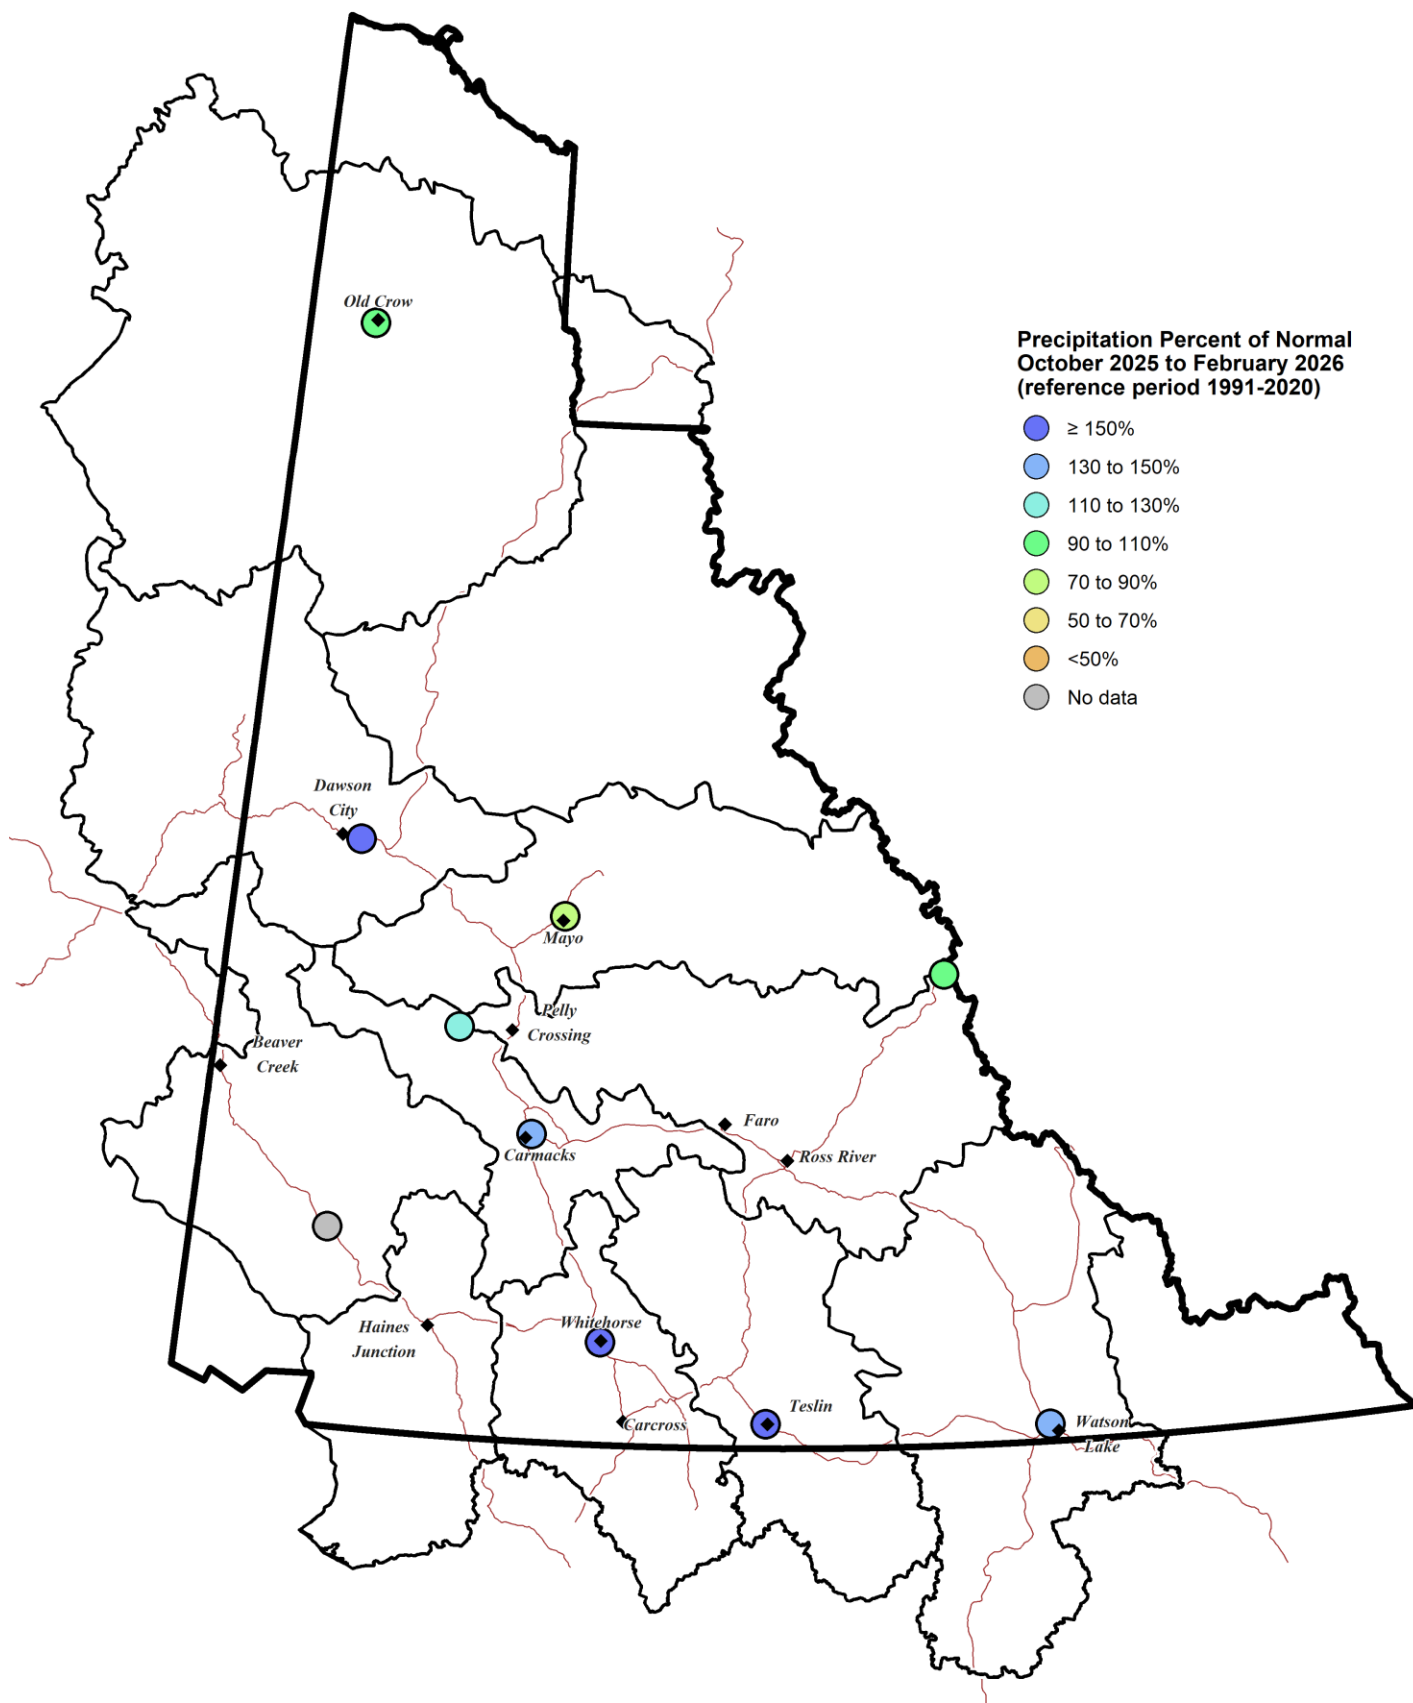 Old Crow
Precipitation Percent of Normal
October 2025 to February 2026
(reference period 1991-2020)
≥ 150%
130 to 150%
110 to 130%
90 to 110%
70 to 90%
50 to 70%
<50%
No data
Dawson
City
Mayo
Pelly
Crossing
Beaver
Creek
Faro
Carmacks
Ross River
Whitehorse
Haines
Junction
Teslin
Carcross
Watson
Lake